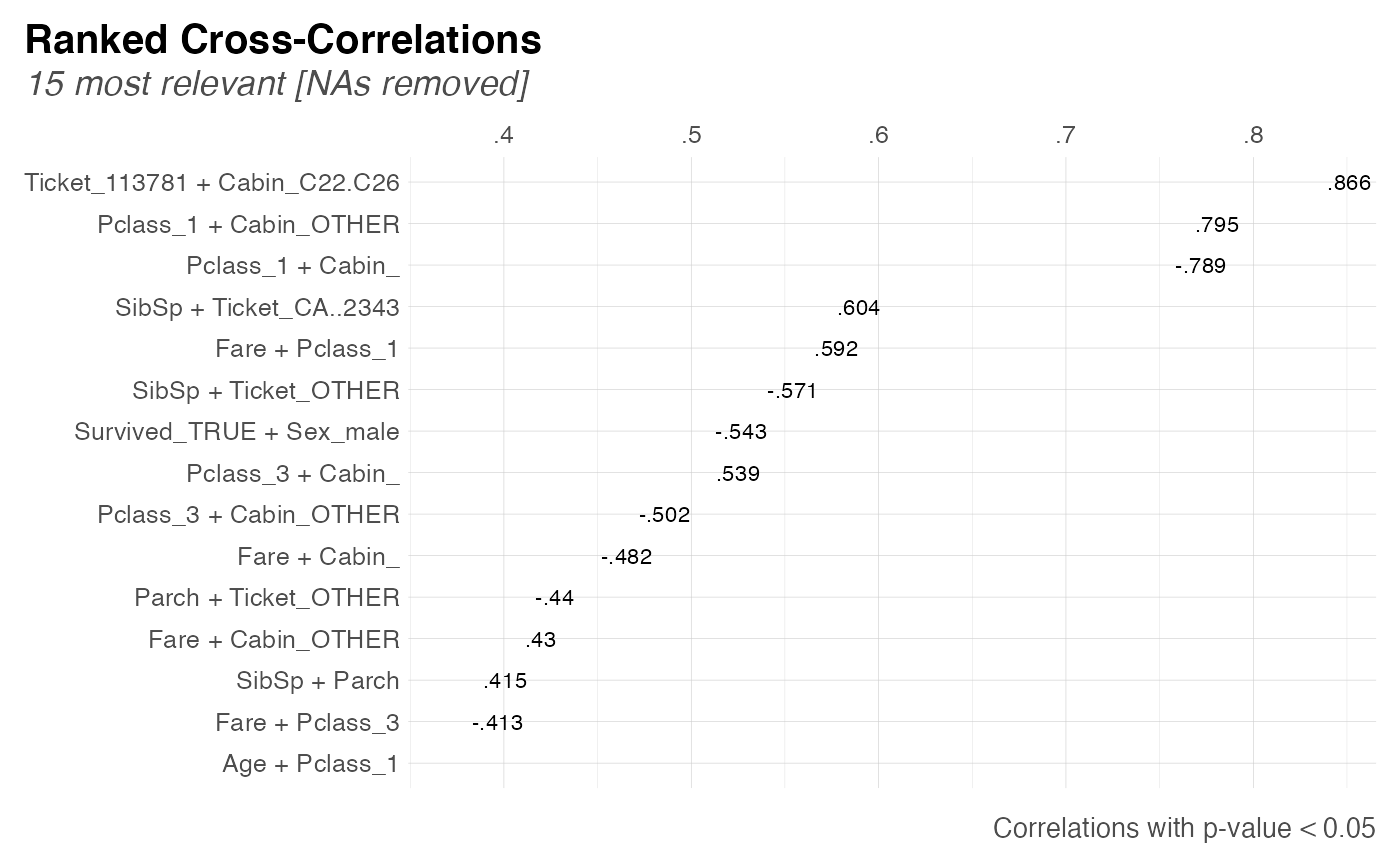 Ranked Cross-Correlations
15 most relevant [NAs removed]
.4 .5 .6 .7 .8
Ticket_113781 + Cabin_C22.C26 .866
Pclass_1 + Cabin_OTHER .795
Pclass_1 + Cabin_ -.789
SibSp + Ticket_CA..2343 .604
Fare + Pclass_1 .592
SibSp + Ticket_OTHER -.571
Survived_TRUE + Sex_male -.543
Pclass_3 + Cabin_ .539
Pclass_3 + Cabin_OTHER -.502
Fare + Cabin_ -.482
Parch + Ticket_OTHER -.44
Fare + Cabin_OTHER .43
SibSp + Parch .415
Fare + Pclass_3 -.413
Age + Pclass_1
Correlations with p-value < 0.05